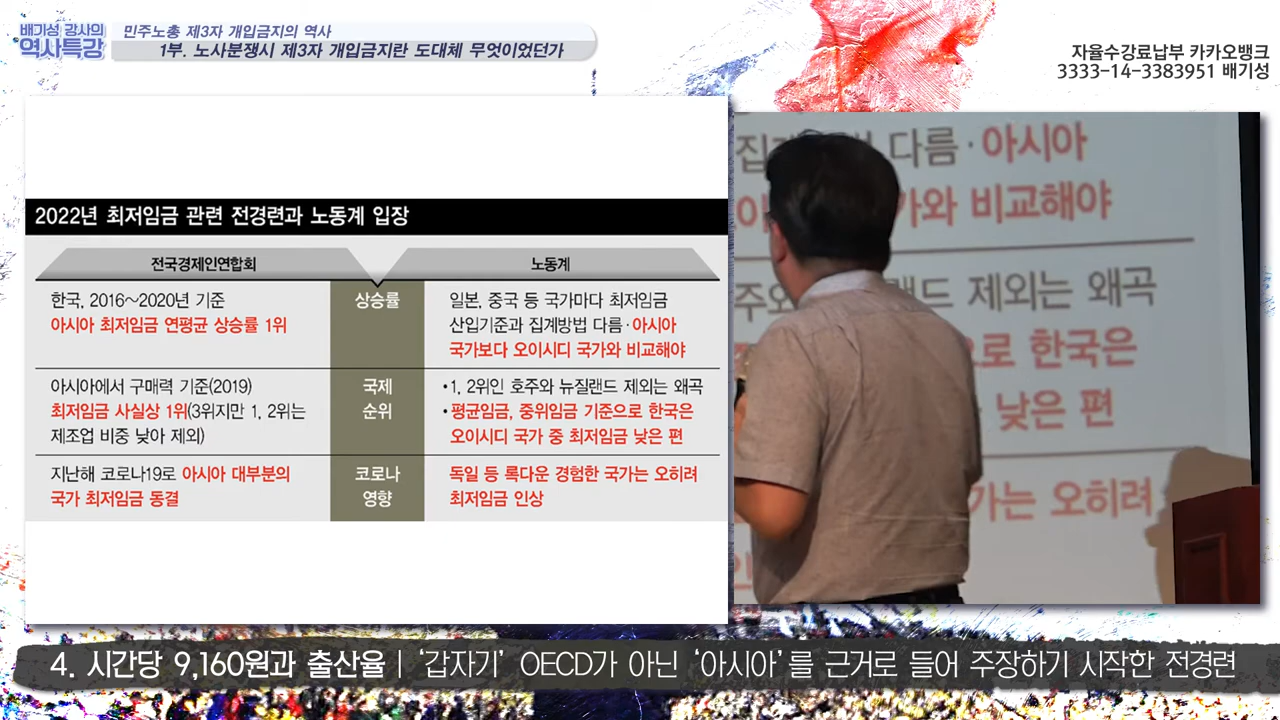 배기성 강사의
역사특강
민주노총 제3자 개입금지의 역사
1부. 노사분쟁시 제3자 개입금지란 도대체 무엇이었던가
자율수강료납부 카카오뱅크
3333-14-3383951 배기성
2022년 최저임금 관련 전경련과 노동계 입장
전국경제인연합회
노동계
한국, 2016~2020년 기준
아시아 최저임금 연평균 상승률 1위
상승률
일본, 중국 등 국가마다 최저임금
산입기준과 집계방법 다름·아시아
국가보다 오이시디 국가와 비교해야
아시아에서 구매력 기준(2019)
최저임금 사실상 1위(3위지만 1, 2위는
제조업 비중 낮아 제외)
국제
순위
•1, 2위인 호주와 뉴질랜드 제외는 왜곡
•평균임금, 중위임금 기준으로 한국은
오이시디 국가 중 최저임금 낮은 편
지난해 코로나19로 아시아 대부분의
국가 최저임금 동결
코로나
영향
독일 등 록다운 경험한 국가는 오히려
최저임금 인상
다름·아시아
와 비교해야
제외는 왜곡
로 한국은
낮은 편
가는 오히려
4. 시간당 9,160원과 출산율 | ‘갑자기’ OECD가 아닌 ‘아시아’를 근거로 들어 주장하기 시작한 전경련